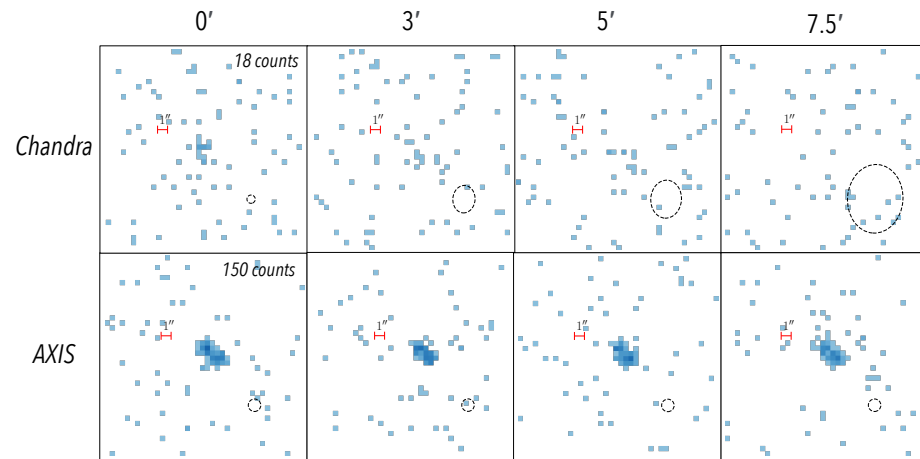 0′ 3′ 5′ 7.5′
Chandra
18 counts
1″ 1″ 1″ 1″
AXIS
150 counts
1″ 1″ 1″ 1″